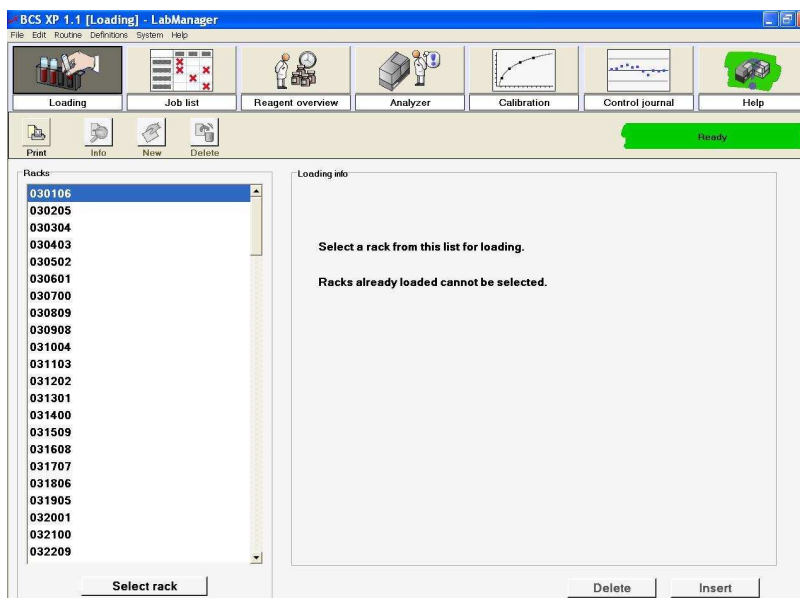 BCS XP 1.1 [Loading] - LabManager
File Edit Routine Definitions System Help
Loading Job list Reagent overview Analyzer Calibration Control journal Help
Print Info New Delete
Ready
Racks
030106
030205
030304
030403
030502
030601
030700
030809
030908
031004
031103
031202
031301
031400
031509
031608
031707
031806
031905
032001
032100
032209
Select rack
Loading info
Select a rack from this list for loading.
Racks already loaded cannot be selected.
Delete Insert